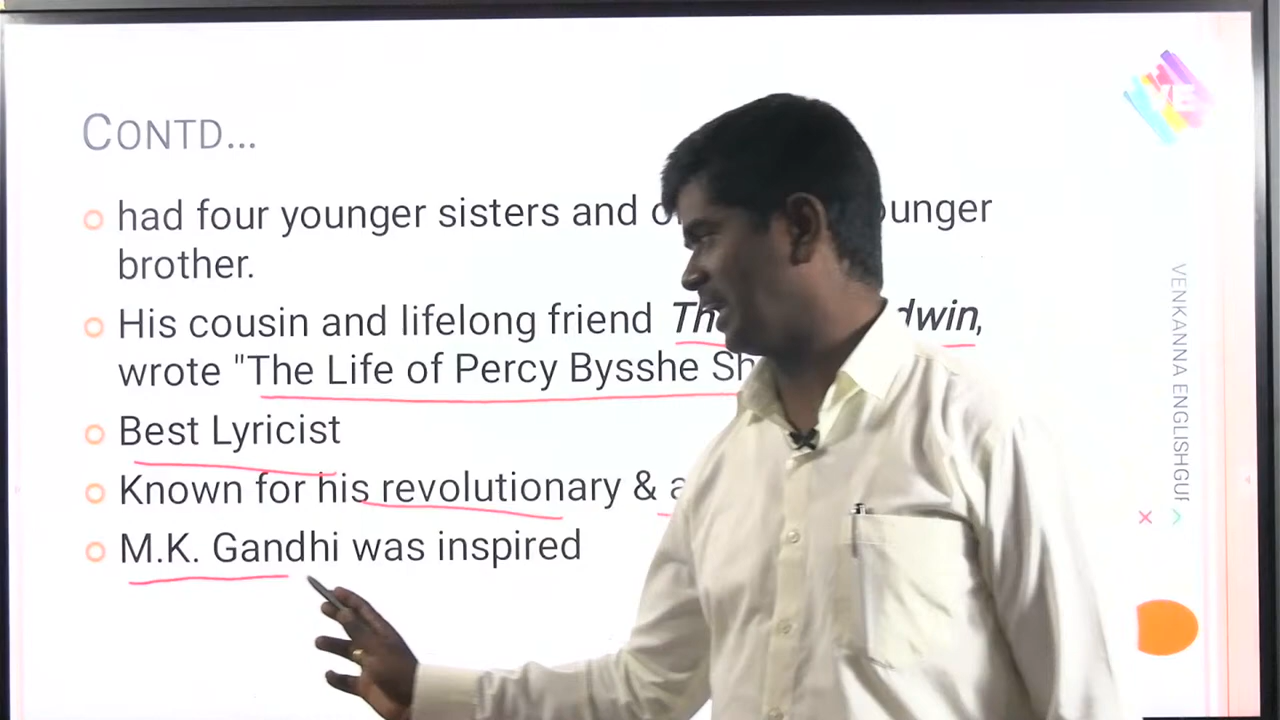 CONTD...
had four younger sisters and
brother.
His cousin and lifelong friend
wrote "The Life of Percy Bysshe
Best Lyricist
Known for his revolutionary &
M.K. Gandhi was inspired
YE
VENKANNA